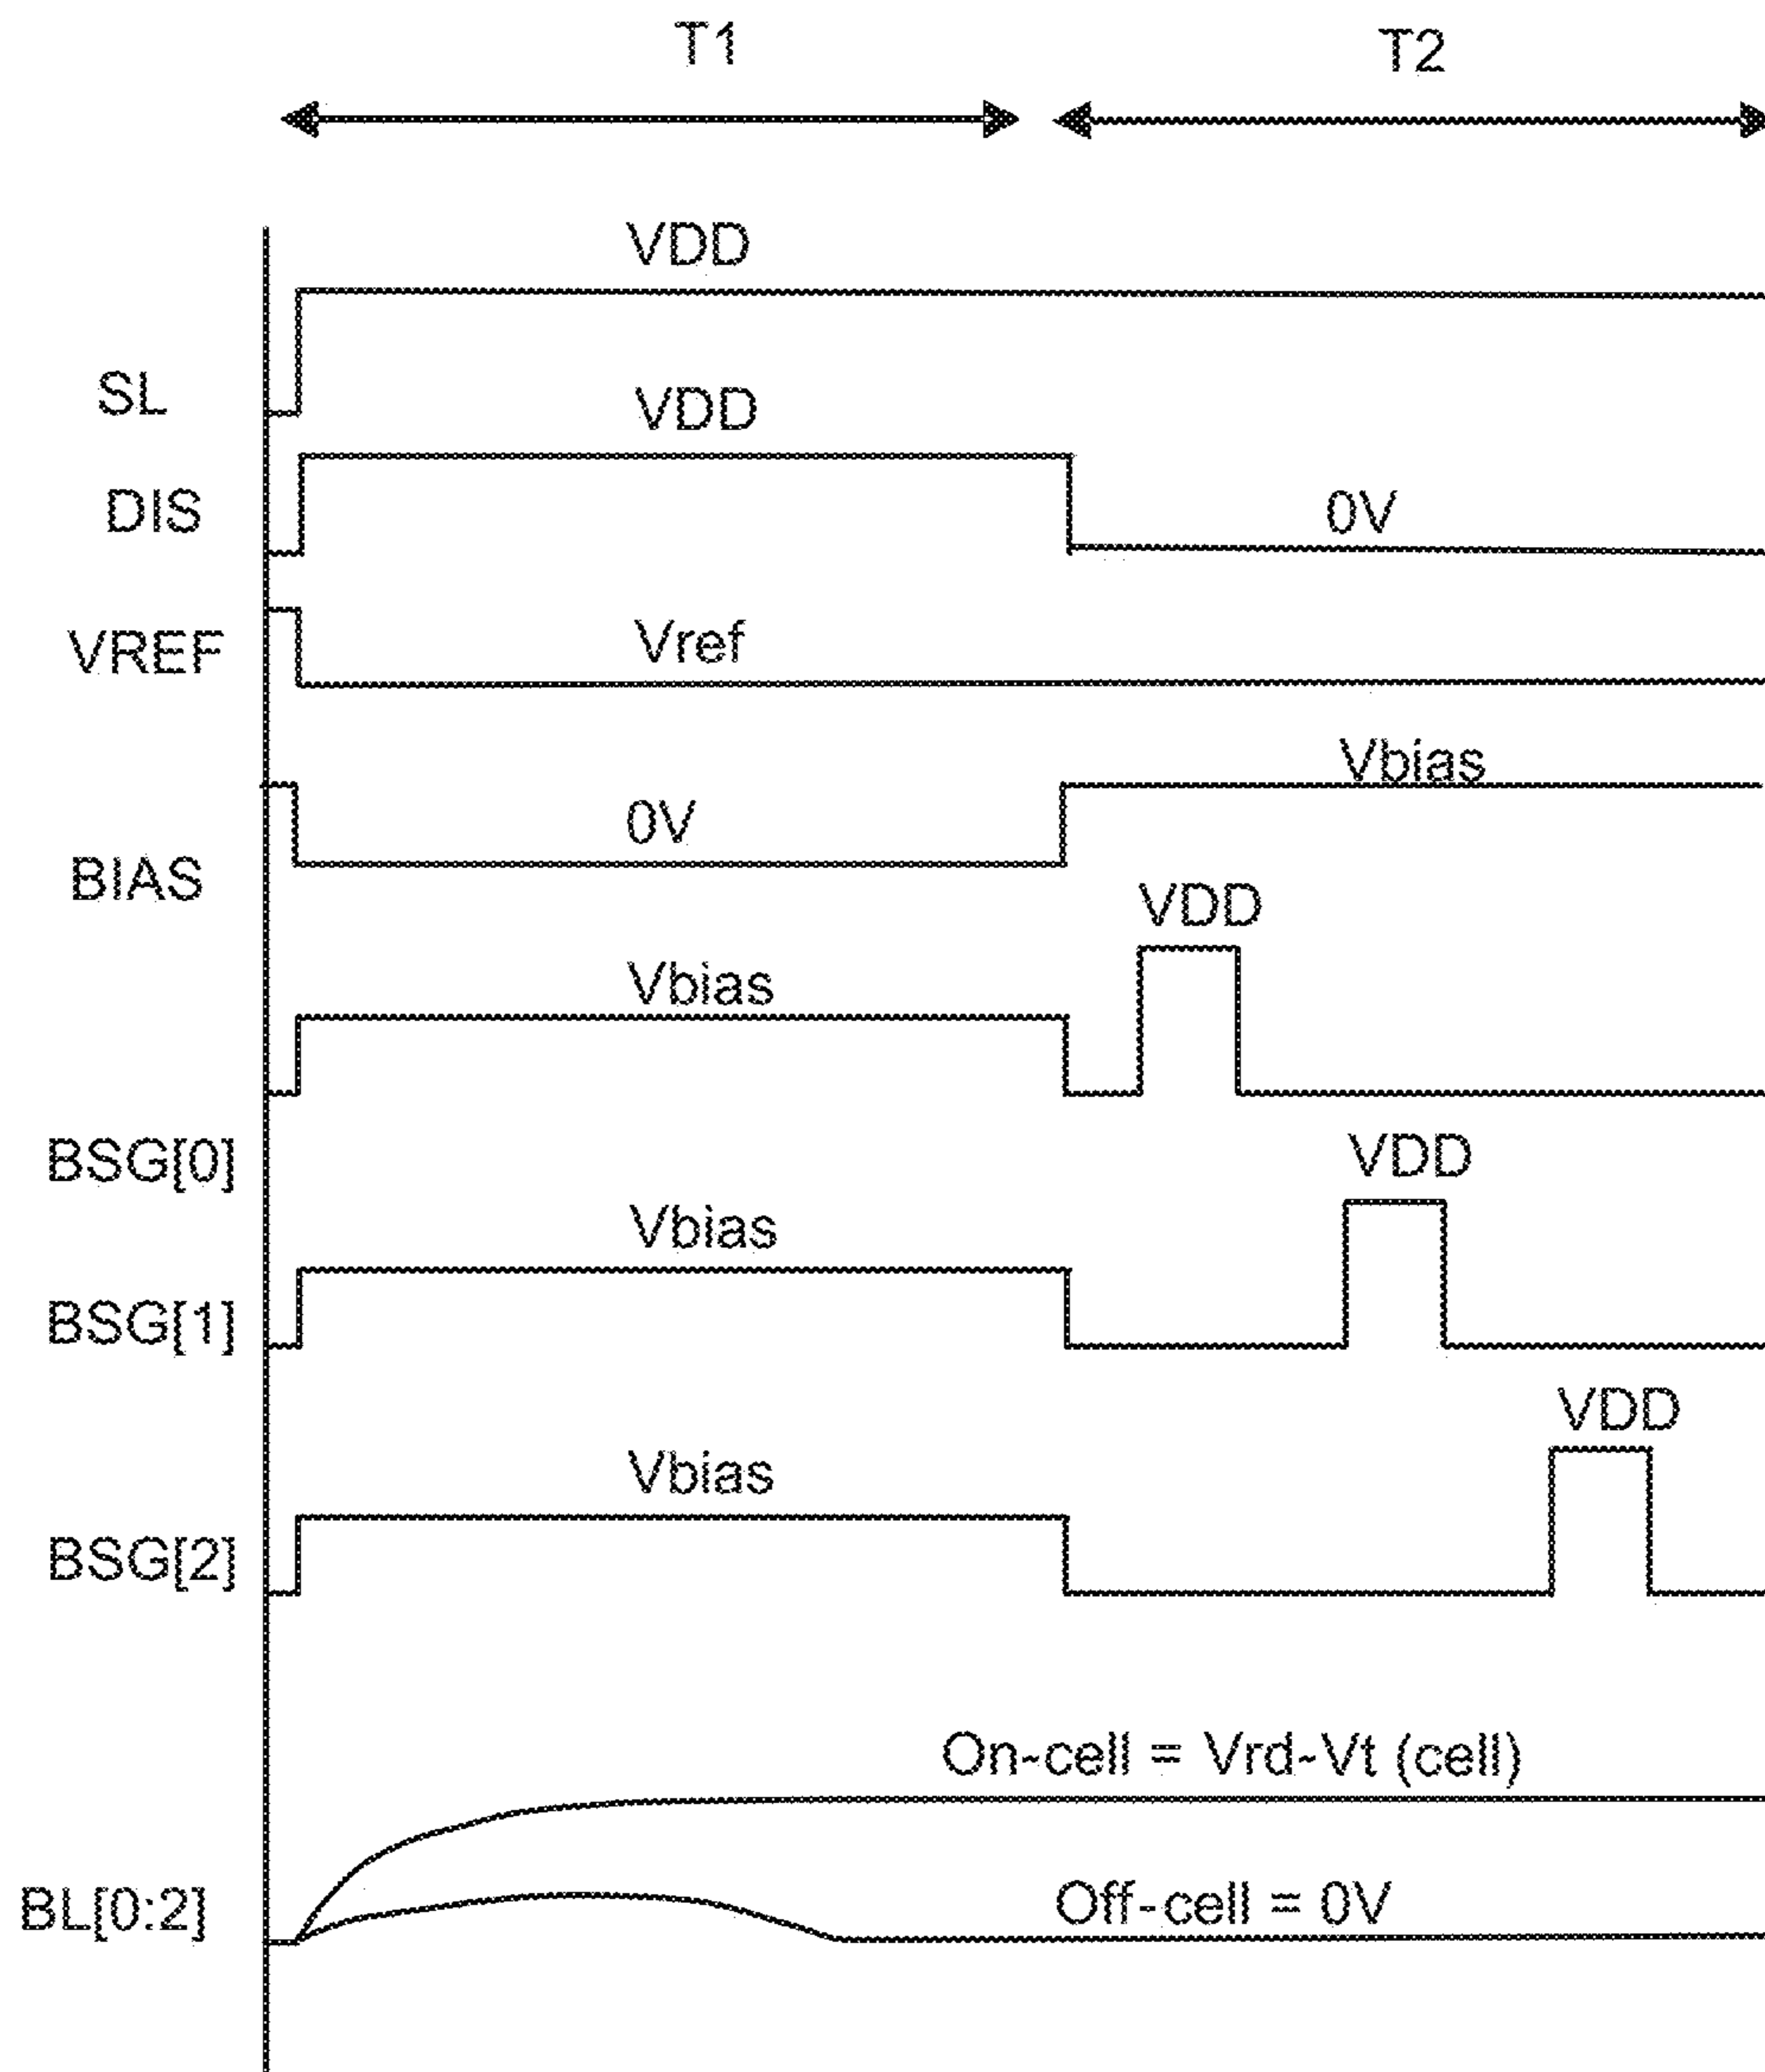 T1 T2
VDD
SL
VDD
DIS 0V
VREF Vref
Vbias
0V
BIAS
VDD
Vbias
BSG[0] VDD
Vbias
BSG[1]
VDD
Vbias
BSG[2]
On-cell = Vrd-Vt (cell)
BL[0:2] Off-cell = 0V